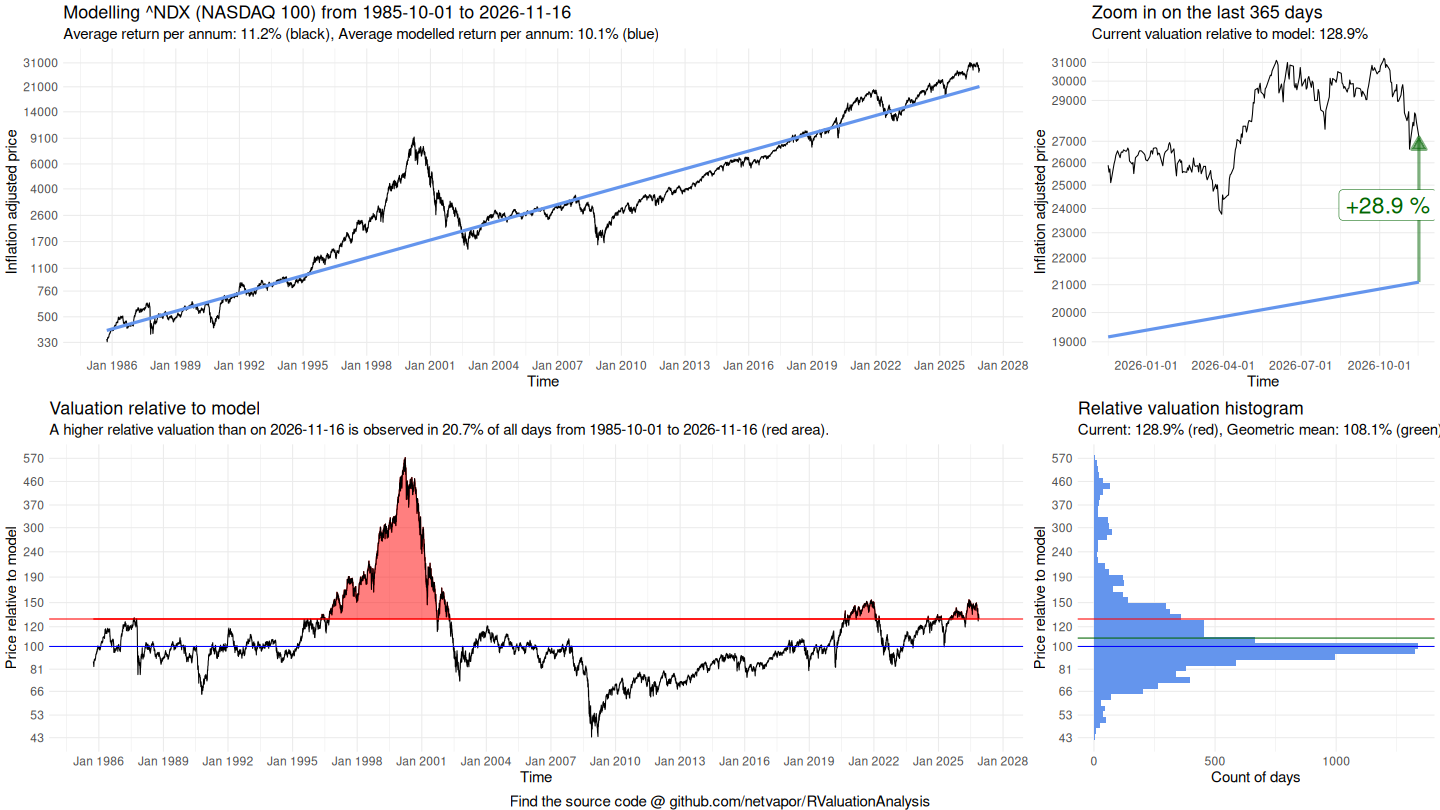 Modelling ^NDX (NASDAQ 100) from 1985-10-01 to 2026-11-16
Average return per annum: 11.2% (black), Average modelled return per annum: 10.1% (blue)
Inflation adjusted price
31000
21000
14000
9100
6000
4000
2600
1700
1100
760
500
330
Jan 1986 Jan 1989 Jan 1992 Jan 1995 Jan 1998 Jan 2001 Jan 2004 Jan 2007 Jan 2010 Jan 2013 Jan 2016 Jan 2019 Jan 2022 Jan 2025 Jan 2028
Time
Zoom in on the last 365 days
Current valuation relative to model: 128.9%
Inflation adjusted price
31000
30000
29000
27000
26000
25000
24000
23000
22000
21000
20000
19000
+28.9 %
2026-01-01 2026-04-01 2026-07-01 2026-10-01
Time
Valuation relative to model
A higher relative valuation than on 2026-11-16 is observed in 20.7% of all days from 1985-10-01 to 2026-11-16 (red area).
Price relative to model
570
460
370
300
240
190
150
120
100
81
66
53
43
Jan 1986 Jan 1989 Jan 1992 Jan 1995 Jan 1998 Jan 2001 Jan 2004 Jan 2007 Jan 2010 Jan 2013 Jan 2016 Jan 2019 Jan 2022 Jan 2025 Jan 2028
Time
Relative valuation histogram
Current: 128.9% (red), Geometric mean: 108.1% (green)
Price relative to model
570
460
370
300
240
190
150
120
100
81
66
53
43
0 500 1000
Count of days
Find the source code @ github.com/netvapor/RValuationAnalysis